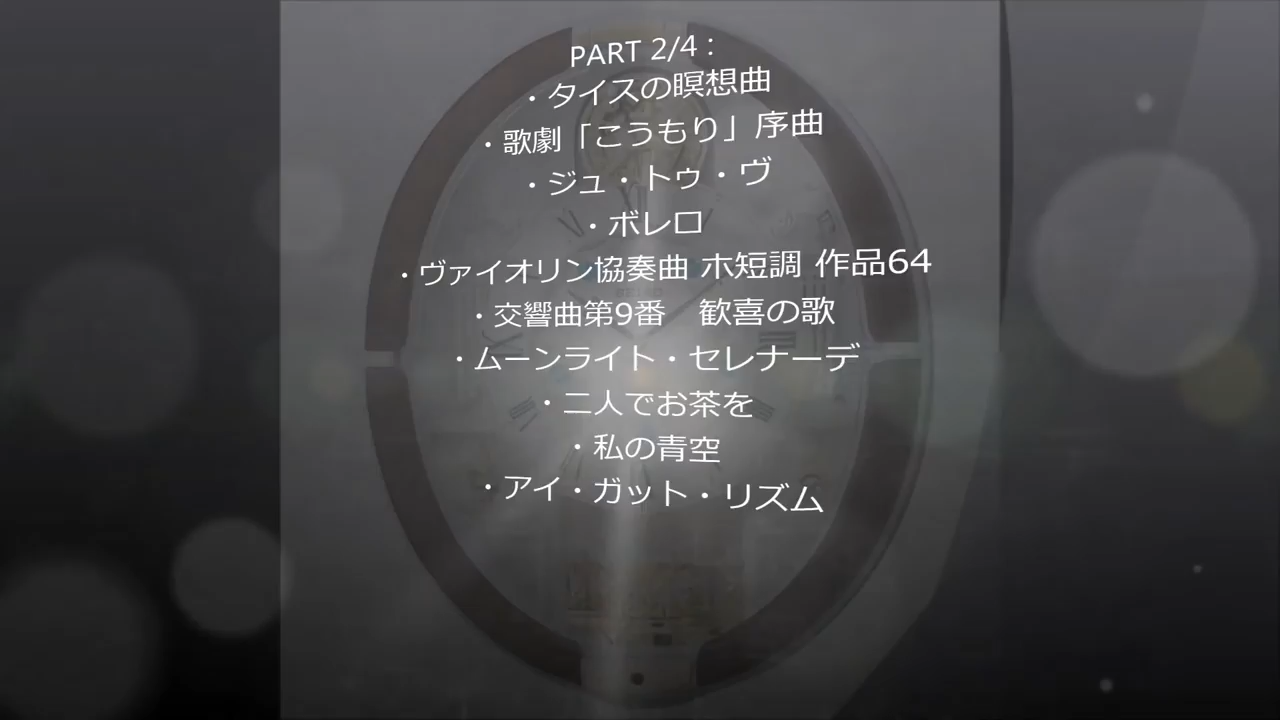 PART 2/4 :
・タイスの瞑想曲
・歌劇「こうもり」序曲
・ジュ・トゥ・ヴ
・ボレロ
・ヴァイオリン協奏曲 ホ短調 作品64
・交響曲第9番　歓喜の歌
・ムーンライト・セレナーデ
・二人でお茶を
・私の青空
・アイ・ガット・リズム